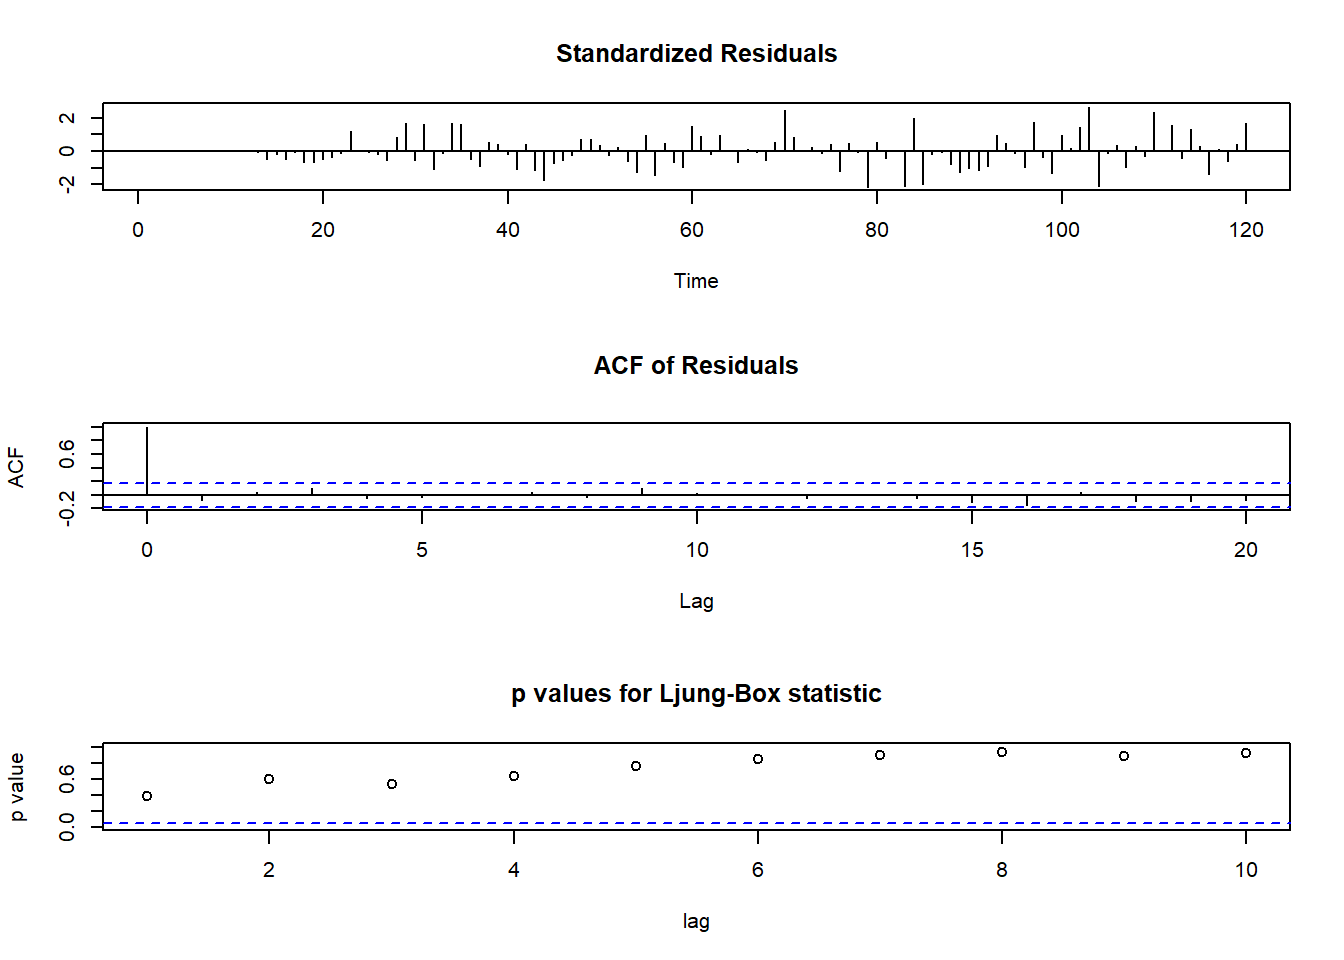 Standardized Residuals
2
0
-2
0 20 40 60 80 100 120
Time
ACF of Residuals
ACF
0.6
-0.2
0 5 10 15 20
Lag
p values for Ljung-Box statistic
p value
0.6
0.0
2 4 6 8 10
lag